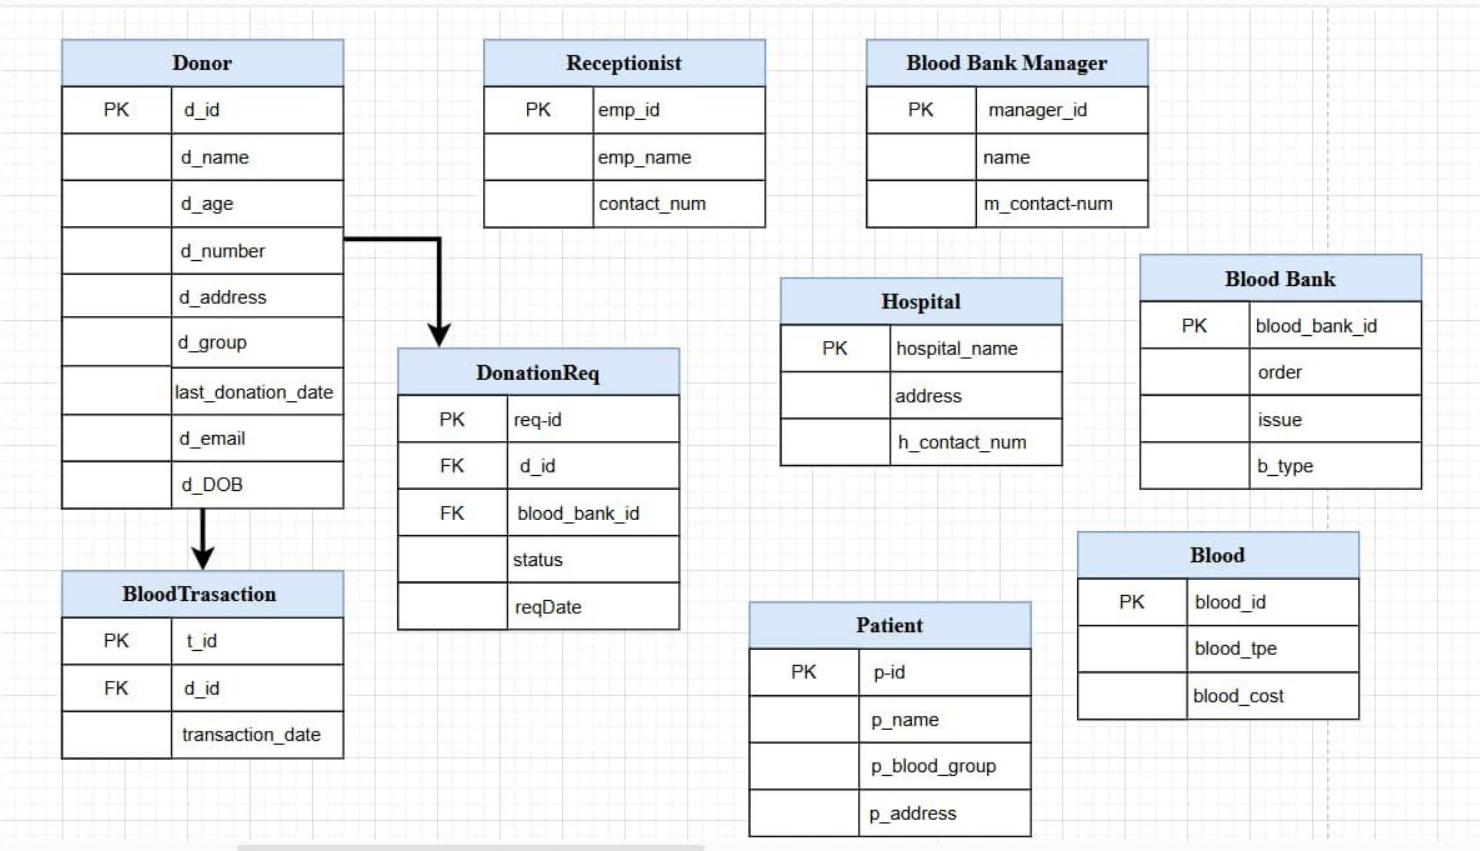 Donor
PK d_id
d_name
d_age
d_number
d_address
d_group
last_donation_date
d_email
d_DOB
Receptionist
PK emp_id
emp_name
contact_num
Blood Bank Manager
PK manager_id
name
m_contact-num
Blood Bank
PK blood_bank_id
order
issue
b_type
Hospital
PK hospital_name
address
h_contact_num
DonationReq
PK req-id
FK d_id
FK blood_bank_id
status
reqDate
Blood
PK blood_id
blood_tpe
blood_cost
BloodTrasaction
PK t_id
FK d_id
transaction_date
Patient
PK p-id
p_name
p_blood_group
p_address